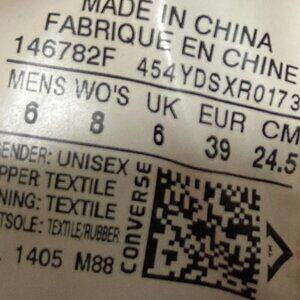 MADE IN CHINA
FABRIQUE EN CHINE
146782F 454YDSXR0173
MENS WO'S UK EUR CM
6 8 6 39 24.5
ENDER: UNISEX
PPER: TEXTILE
NING: TEXTILE
TSOLE: TEXTILE/RUBBER
1405 M88
CONVERSE